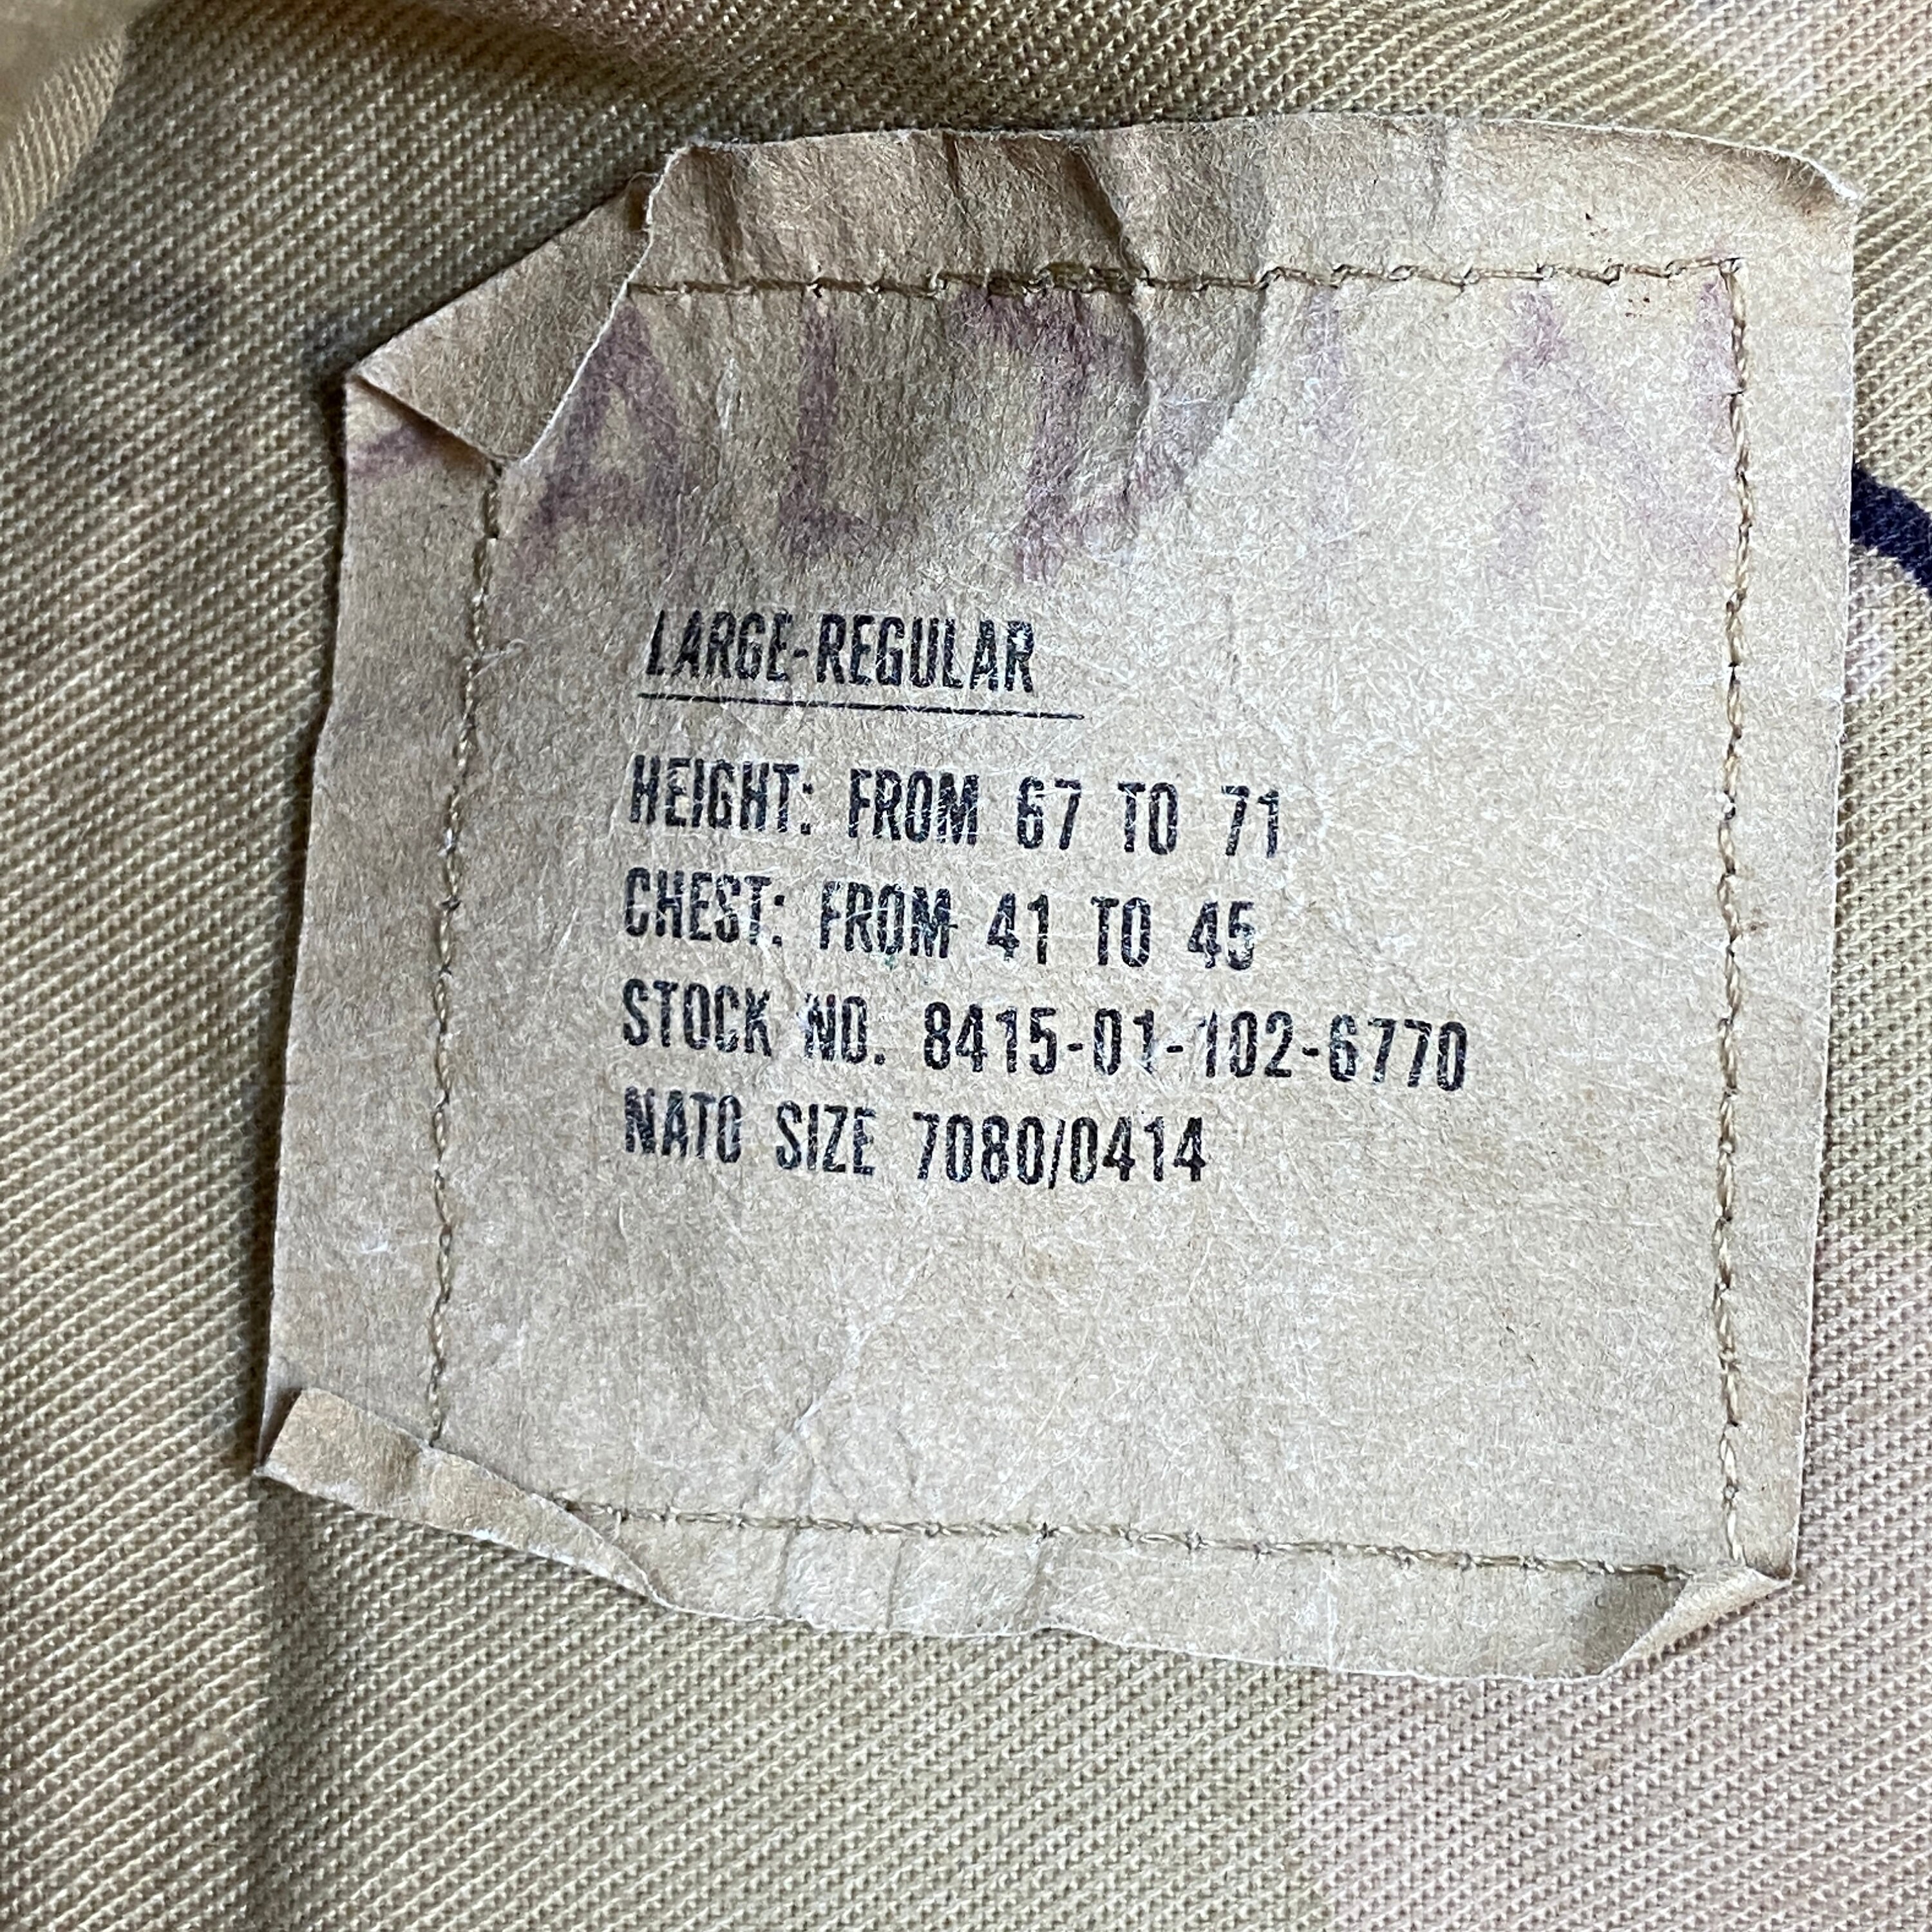 LARGE-REGULAR
HEIGHT: FROM 67 TO 71
CHEST: FROM 41 TO 45
STOCK NO. 8415-01-102-6770
NATO SIZE 7080/0414